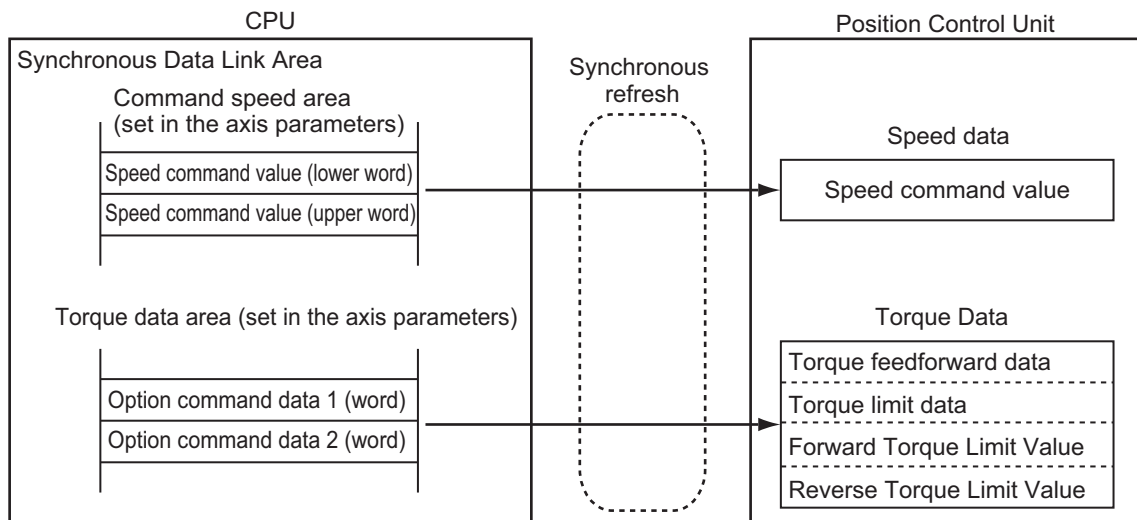 CPU
Synchronous Data Link Area
Command speed area
(set in the axis parameters)
Speed command value (lower word)
Speed command value (upper word)
Torque data area (set in the axis parameters)
Option command data 1 (word)
Option command data 2 (word)
Synchronous
refresh
Position Control Unit
Speed data
Speed command value
Torque Data
Torque feedforward data
Torque limit data
Forward Torque Limit Value
Reverse Torque Limit Value